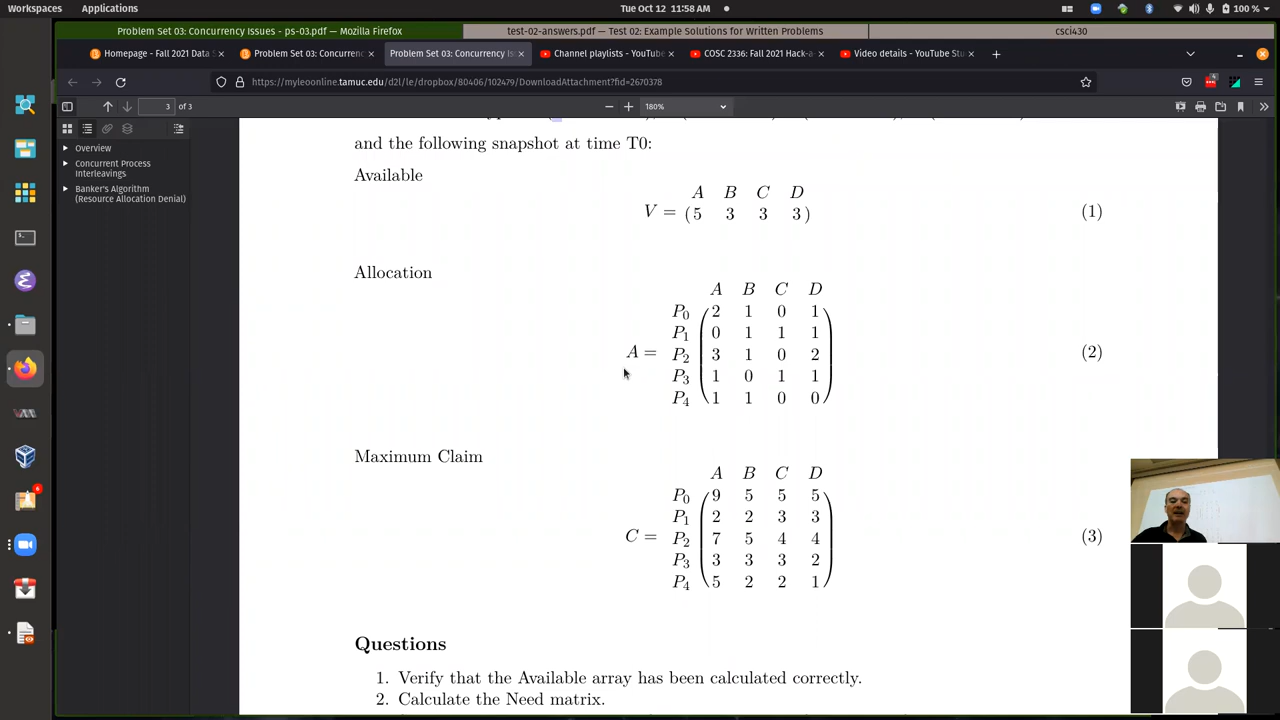 Workspaces Applications Tue Oct 12 11:58 AM 100 %
Problem Set 03: Concurrency Issues - ps-03.pdf — Mozilla Firefox test-02-answers.pdf — Test 02: Example Solutions for Written Problems csci430
Homepage - Fall 2021 Data S Problem Set 03: Concurrenc Problem Set 03: Concurrency Is Channel playlists - YouTube COSC 2336: Fall 2021 Hack-a Video details - YouTube Stu
https://myleoonline.tamuc.edu/d2l/le/dropbox/80406/102479/DownloadAttachment?fid=2670378
3 of 3 180%
Overview
Concurrent Process
Interleavings
Banker's Algorithm
(Resource Allocation Denial)
and the following snapshot at time T0:
Available
A B C D
V = (5 3 3 3) (1)
Allocation
A B C D
P0 2 1 0 1
P1 0 1 1 1
A = P2 3 1 0 2 (2)
P3 1 0 1 1
P4 1 1 0 0
Maximum Claim
A B C D
P0 9 5 5 5
P1 2 2 3 3
C = P2 7 5 4 4 (3)
P3 3 3 3 2
P4 5 2 2 1
Questions
1. Verify that the Available array has been calculated correctly.
2. Calculate the Need matrix.